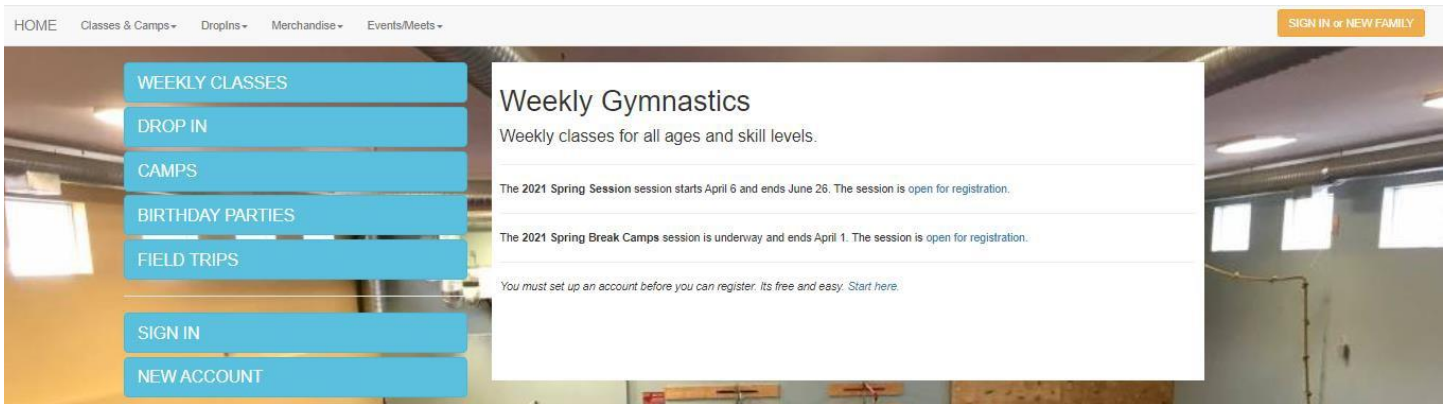 HOME Classes & Camps DropIns Merchandise Events/Meets SIGN IN or NEW FAMILY
WEEKLY CLASSES
DROP IN
CAMPS
BIRTHDAY PARTIES
FIELD TRIPS
SIGN IN
NEW ACCOUNT
Weekly Gymnastics
Weekly classes for all ages and skill levels.
The 2021 Spring Session session starts April 6 and ends June 26. The session is open for registration.
The 2021 Spring Break Camps session is underway and ends April 1. The session is open for registration.
You must set up an account before you can register. Its free and easy. Start here.